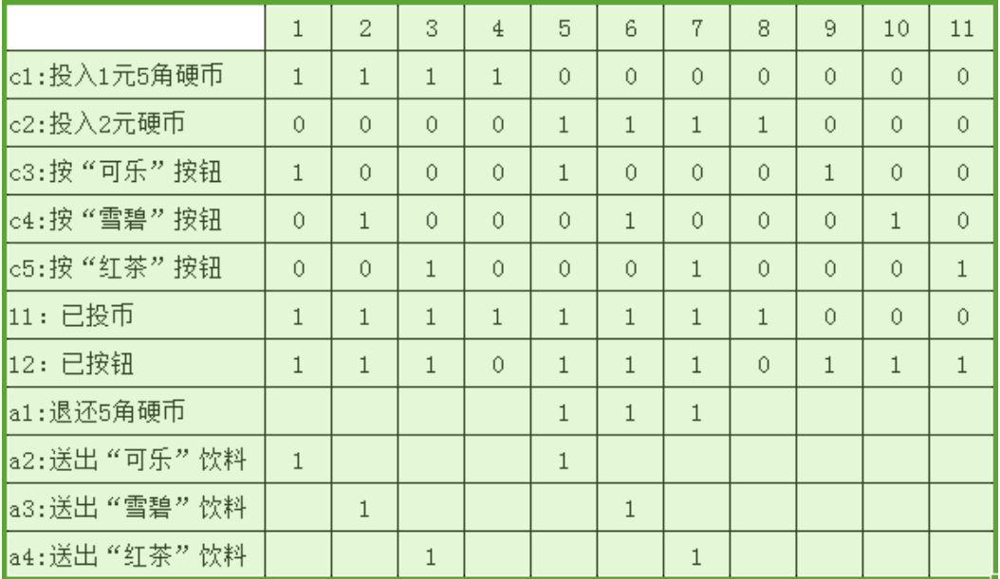 1 2 3 4 5 6 7 8 9 10 11
c1:投入1元5角硬币 1 1 1 1 0 0 0 0 0 0 0
c2:投入2元硬币 0 0 0 0 1 1 1 1 0 0 0
c3:按“可乐”按钮 1 0 0 0 1 0 0 0 1 0 0
c4:按“雪碧”按钮 0 1 0 0 0 1 0 0 0 1 0
c5:按“红茶”按钮 0 0 1 0 0 0 1 0 0 0 1
11：已投币 1 1 1 1 1 1 1 1 0 0 0
12：已按钮 1 1 1 0 1 1 1 0 1 1 1
a1:退还5角硬币 1 1 1
a2:送出“可乐”饮料 1 1
a3:送出“雪碧”饮料 1 1
a4:送出“红茶”饮料 1 1